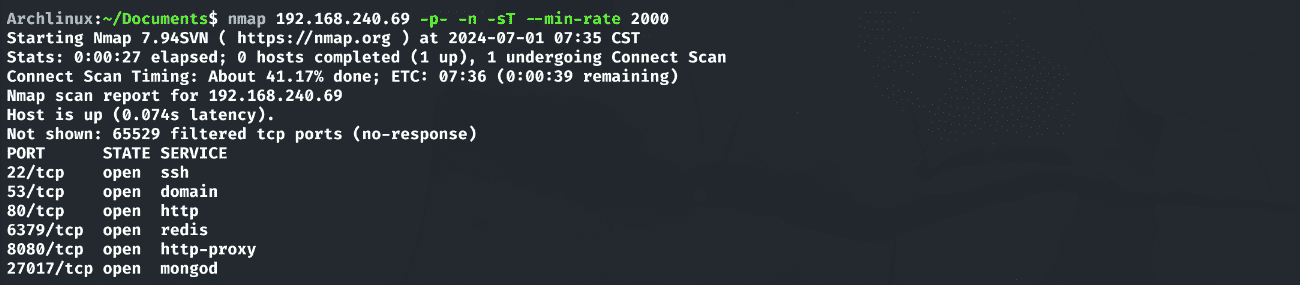 Archlinux:~/Documents$ nmap 192.168.240.69 -p- -n -sT --min-rate 2000
Starting Nmap 7.94SVN ( https://nmap.org ) at 2024-07-01 07:35 CST
Stats: 0:00:27 elapsed; 0 hosts completed (1 up), 1 undergoing Connect Scan
Connect Scan Timing: About 41.17% done; ETC: 07:36 (0:00:39 remaining)
Nmap scan report for 192.168.240.69
Host is up (0.074s latency).
Not shown: 65529 filtered tcp ports (no-response)
PORT      STATE SERVICE
22/tcp    open  ssh
53/tcp    open  domain
80/tcp    open  http
6379/tcp  open  redis
8080/tcp  open  http-proxy
27017/tcp open  mongod